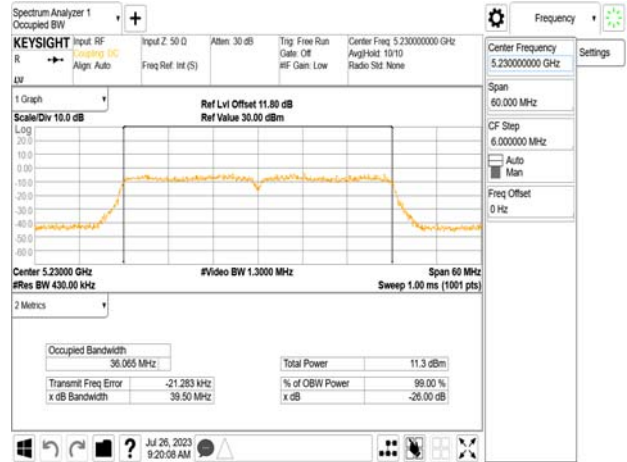 Spectrum Analyzer 1
Occupied BW
Frequency
KEYSIGHT Input: RF
R Coupling: DC
Align: Auto
Input Z: 50 Ω
Freq Ref: Int (S)
Atten: 30 dB
Trig: Free Run
Gate: Off
#IF Gain: Low
Center Freq: 5.230000000 GHz
Avg|Hold: 10/10
Radio Std: None
1 Graph
Scale/Div 10.0 dB
Ref Lvl Offset 11.80 dB
Ref Value 30.00 dBm
Log
20.0
10.0
0.00
-10.0
-20.0
-30.0
-40.0
-50.0
-60.0
Center 5.23000 GHz
#Res BW 430.00 kHz
#Video BW 1.3000 MHz
Span 60 MHz
Sweep 1.00 ms (1001 pts)
2 Metrics
Occupied Bandwidth
36.065 MHz
Transmit Freq Error -21.283 kHz
x dB Bandwidth 39.50 MHz
Total Power 11.3 dBm
% of OBW Power 99.00 %
x dB -26.00 dB
Jul 26, 2023
9:20:08 AM
Center Frequency
5.230000000 GHz
Settings
Span
60.000 MHz
CF Step
6.000000 MHz
Auto
Man
Freq Offset
0 Hz